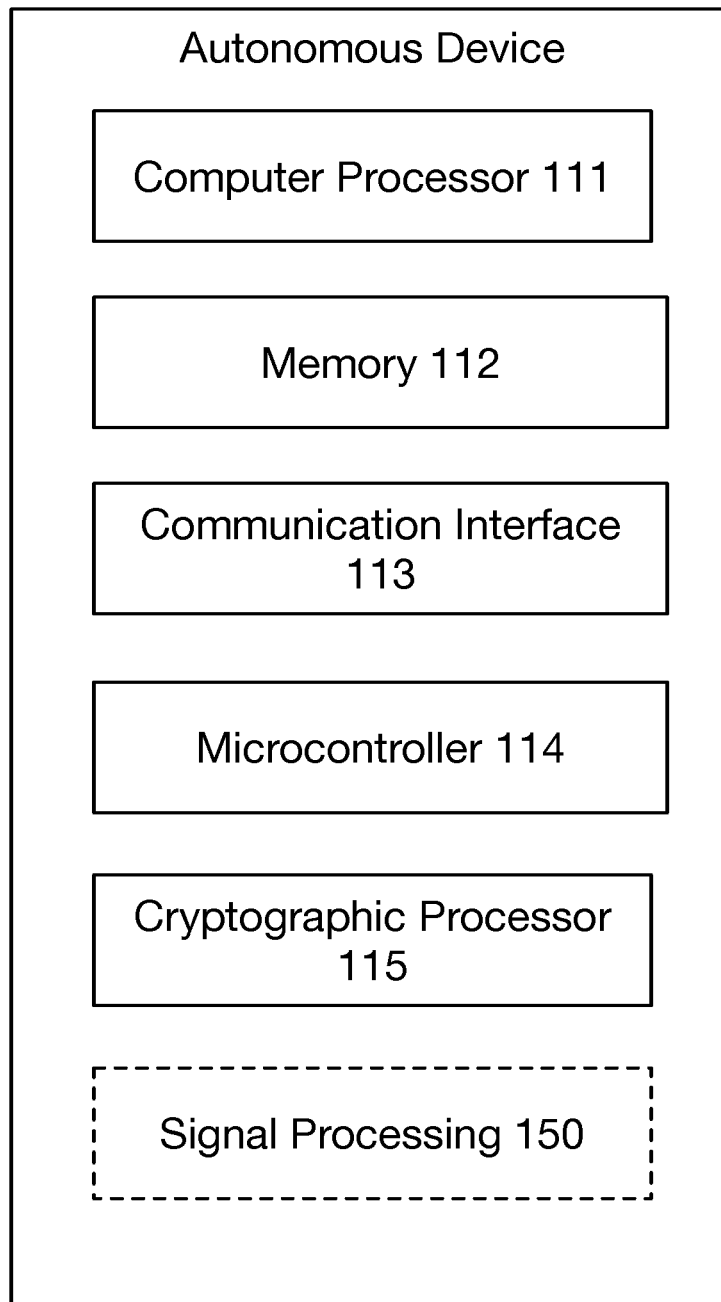 Autonomous Device
Computer Processor 111
Memory 112
Communication Interface
113
Microcontroller 114
Cryptographic Processor
115
Signal Processing 150